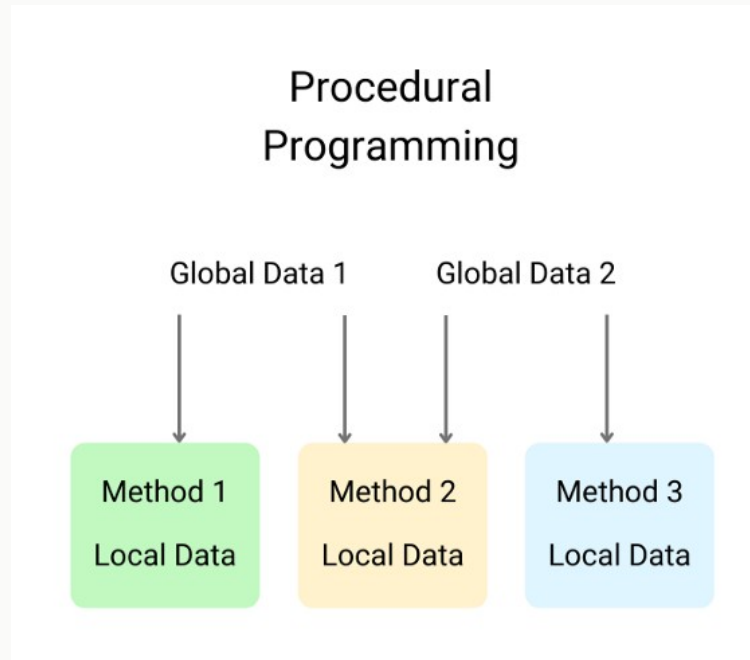 Procedural
Programming
Global Data 1 Global Data 2
Method 1 Method 2 Method 3
Local Data Local Data Local Data